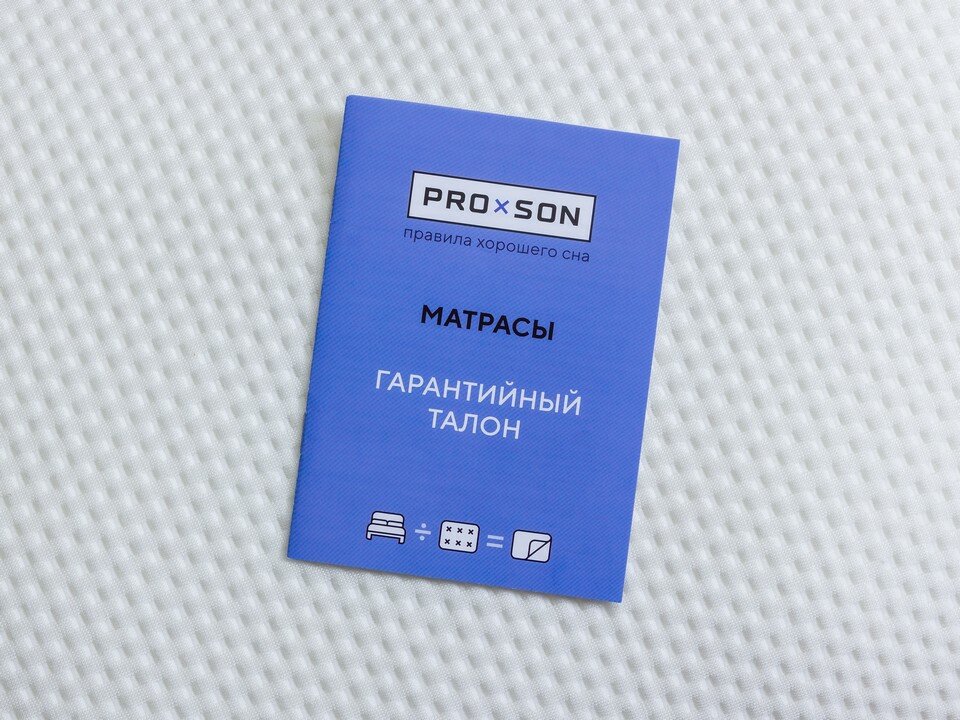 PRO×SON
правила хорошего сна
МАТРАСЫ
ГАРАНТИЙНЫЙ
ТАЛОН
÷ =